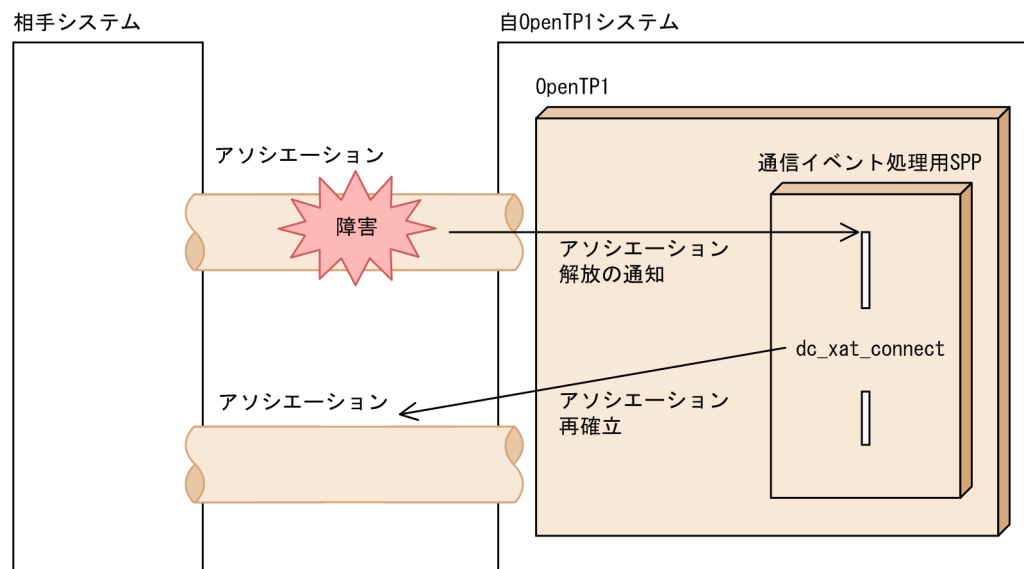 相手システム
自OpenTP1システム
OpenTP1
アソシエーション
通信イベント処理用SPP
障害
アソシエーション
解放の通知
dc_xat_connect
アソシエーション
アソシエーション
再確立